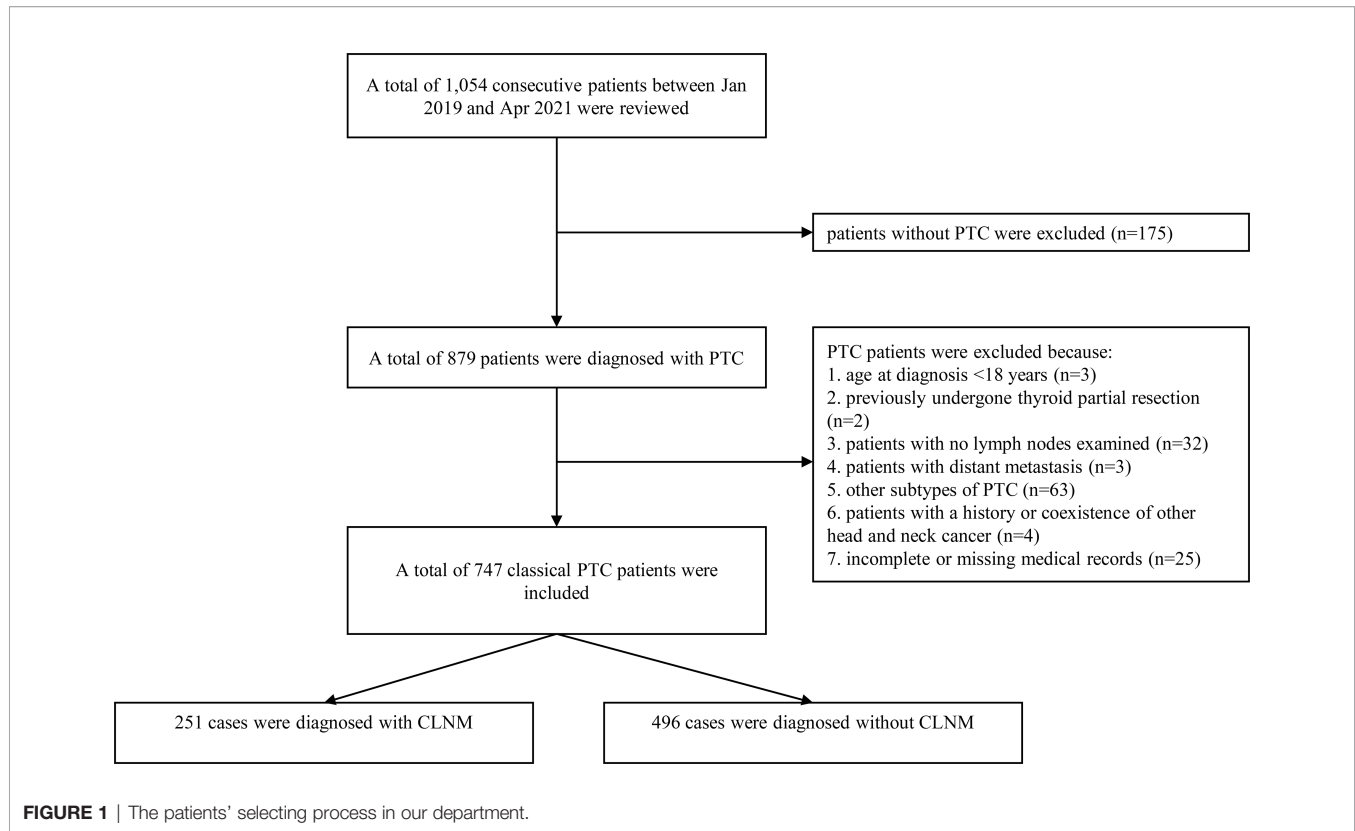 A total of 1,054 consecutive patients between Jan
2019 and Apr 2021 were reviewed
patients without PTC were excluded (n=175)
A total of 879 patients were diagnosed with PTC
PTC patients were excluded because:
1. age at diagnosis <18 years (n=3)
2. previously undergone thyroid partial resection
(n=2)
3. patients with no lymph nodes examined (n=32)
4. patients with distant metastasis (n=3)
5. other subtypes of PTC (n=63)
6. patients with a history or coexistence of other
head and neck cancer (n=4)
7. incomplete or missing medical records (n=25)
A total of 747 classical PTC patients were
included
251 cases were diagnosed with CLNM
496 cases were diagnosed without CLNM
FIGURE 1 | The patients' selecting process in our department.